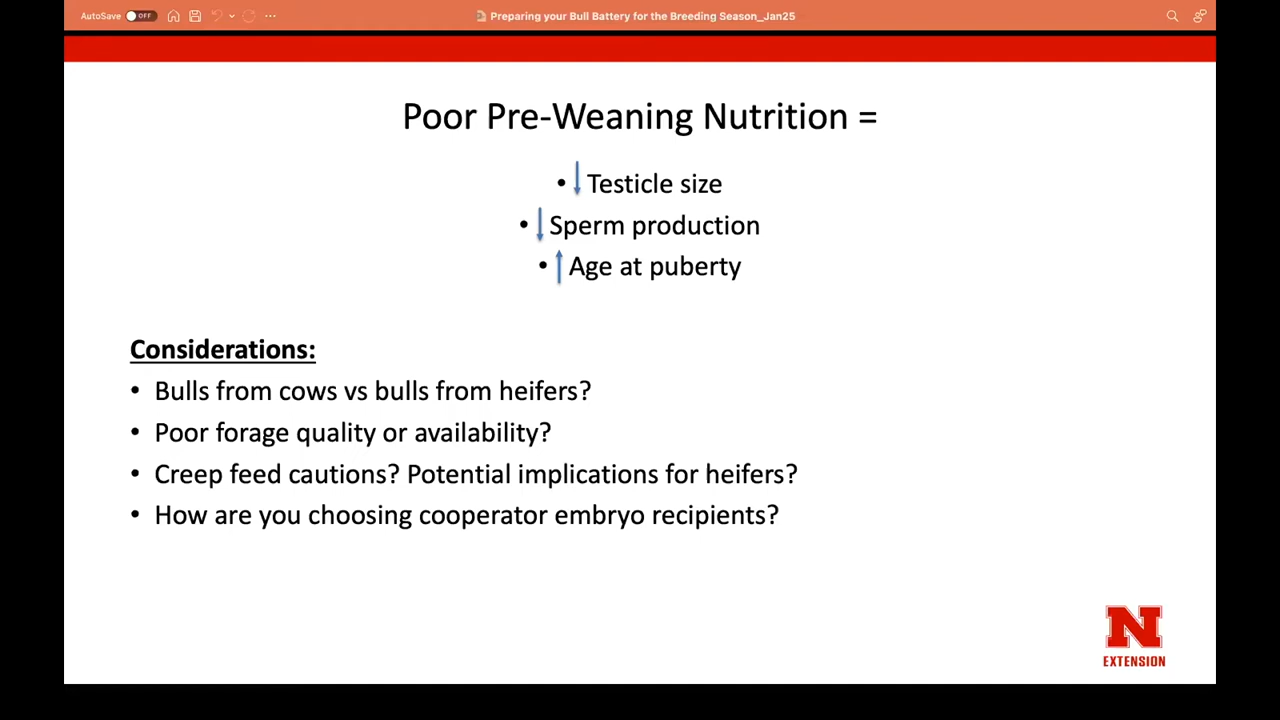 AutoSave OFF
Preparing your Bull Battery for the Breeding Season_Jan25
Poor Pre-Weaning Nutrition =
• ↓ Testicle size
• ↓ Sperm production
• ↑ Age at puberty
Considerations:
• Bulls from cows vs bulls from heifers?
• Poor forage quality or availability?
• Creep feed cautions? Potential implications for heifers?
• How are you choosing cooperator embryo recipients?
N
EXTENSION